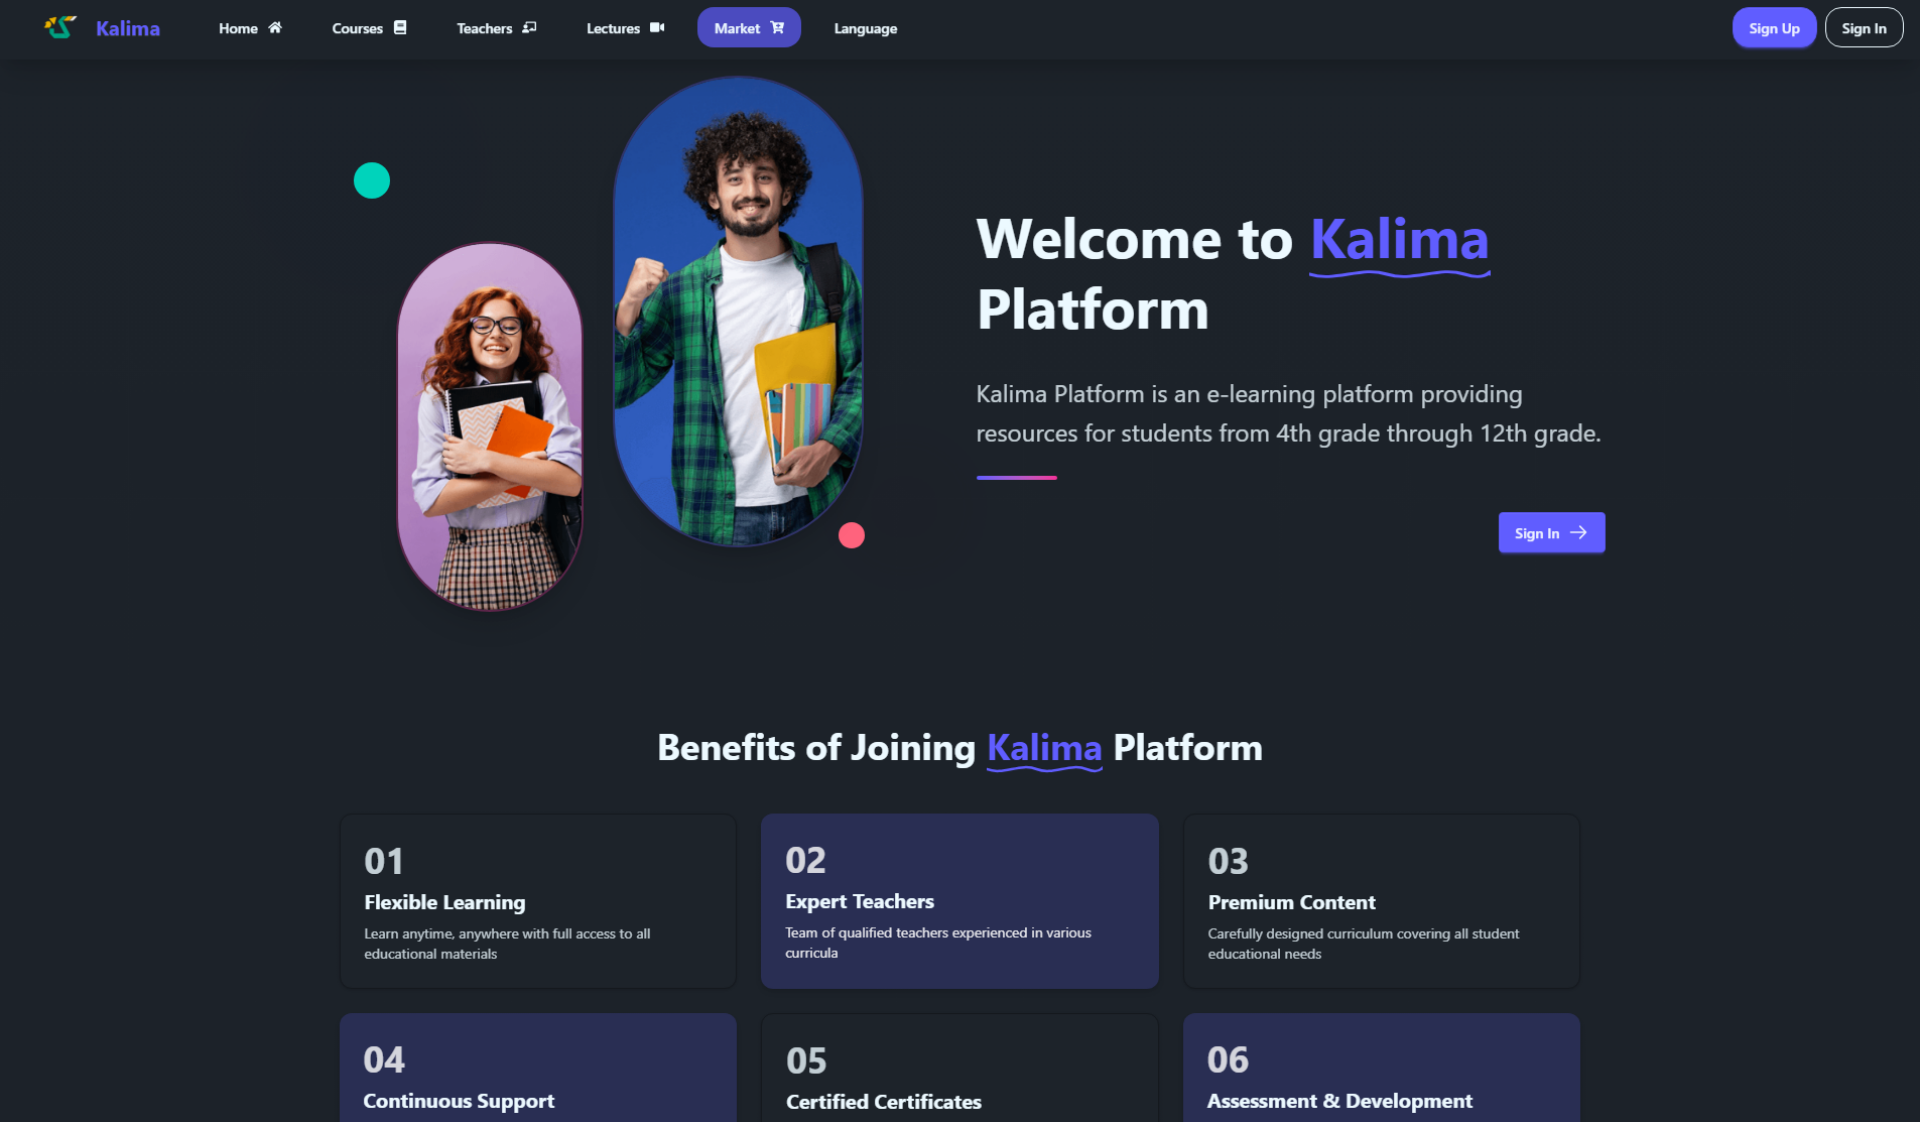 Kalima
Home
Courses
Teachers
Lectures
Market
Language
Sign Up
Sign In
Welcome to Kalima
Platform
Kalima Platform is an e-learning platform providing
resources for students from 4th grade through 12th grade.
Sign In
Benefits of Joining Kalima Platform
01
Flexible Learning
Learn anytime, anywhere with full access to all
educational materials
02
Expert Teachers
Team of qualified teachers experienced in various
curricula
03
Premium Content
Carefully designed curriculum covering all student
educational needs
04
Continuous Support
05
Certified Certificates
06
Assessment & Development